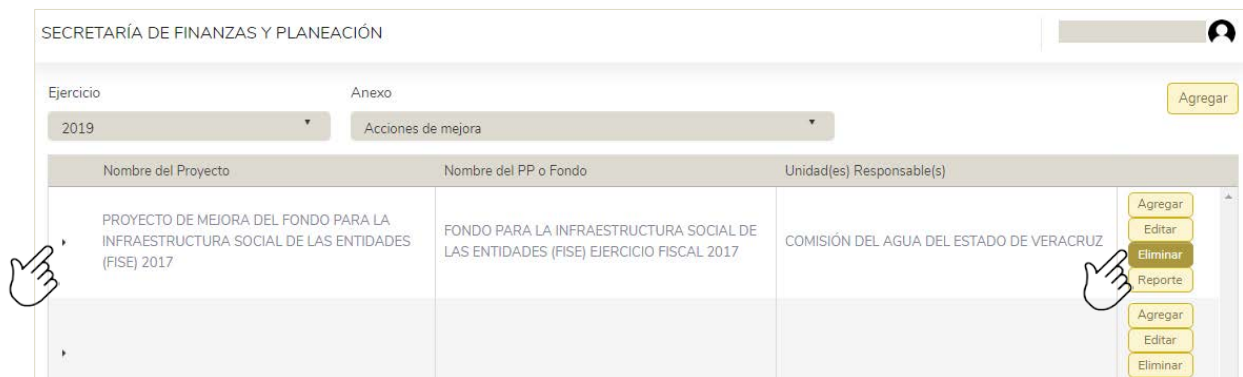 SECRETARÍA DE FINANZAS Y PLANEACIÓN
Ejercicio
Anexo
Agregar
2019
Acciones de mejora
Nombre del Proyecto
Nombre del PP o Fondo
Unidad(es) Responsable(s)
PROYECTO DE MEJORA DEL FONDO PARA LA
INFRAESTRUCTURA SOCIAL DE LAS ENTIDADES
(FISE) 2017
FONDO PARA LA INFRAESTRUCTURA SOCIAL DE
LAS ENTIDADES (FISE) EJERCICIO FISCAL 2017
COMISIÓN DEL AGUA DEL ESTADO DE VERACRUZ
Agregar
Editar
Eliminar
Reporte
Agregar
Editar
Eliminar